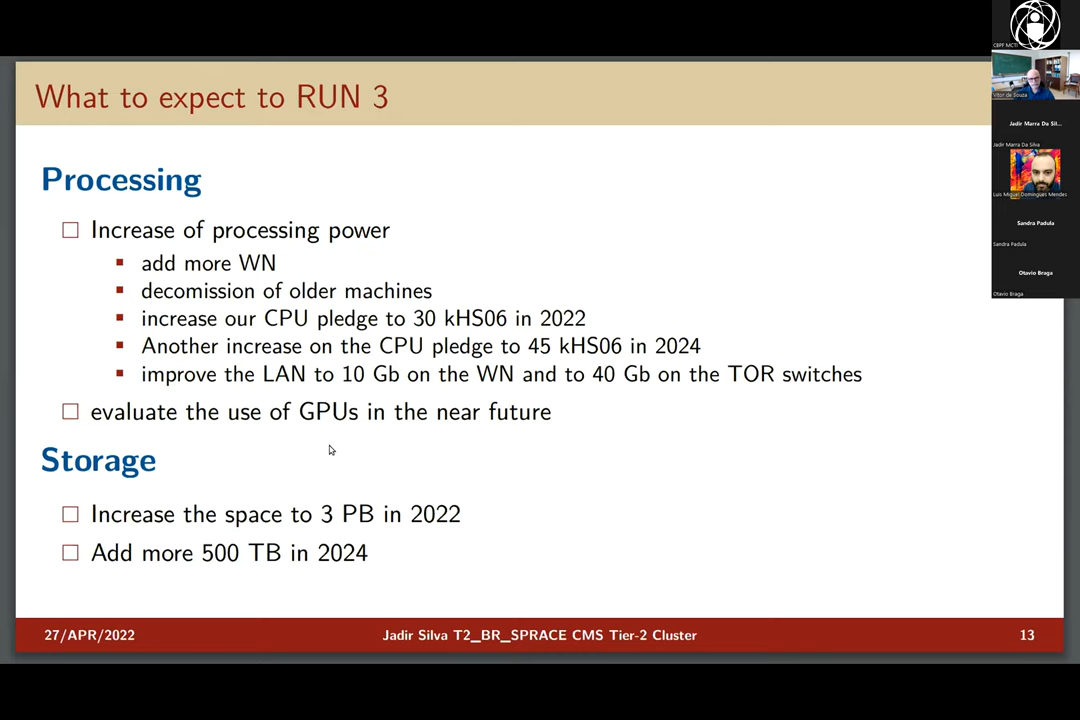 What to expect to RUN 3
Processing
Increase of processing power
add more WN
decomission of older machines
increase our CPU pledge to 30 kHS06 in 2022
Another increase on the CPU pledge to 45 kHS06 in 2024
improve the LAN to 10 Gb on the WN and to 40 Gb on the TOR switches
evaluate the use of GPUs in the near future
Storage
Increase the space to 3 PB in 2022
Add more 500 TB in 2024
27/APR/2022
Jadir Silva T2_BR_SPRACE CMS Tier-2 Cluster
13
CBPF MCTI
Vitor de Souza
Jadir Marra Da Sil...
Jadir Marra Da Silva
Luis Miguel Domingues Mendes
Sandra Padula
Sandra Padula
Otavio Braga
Otavio Braga